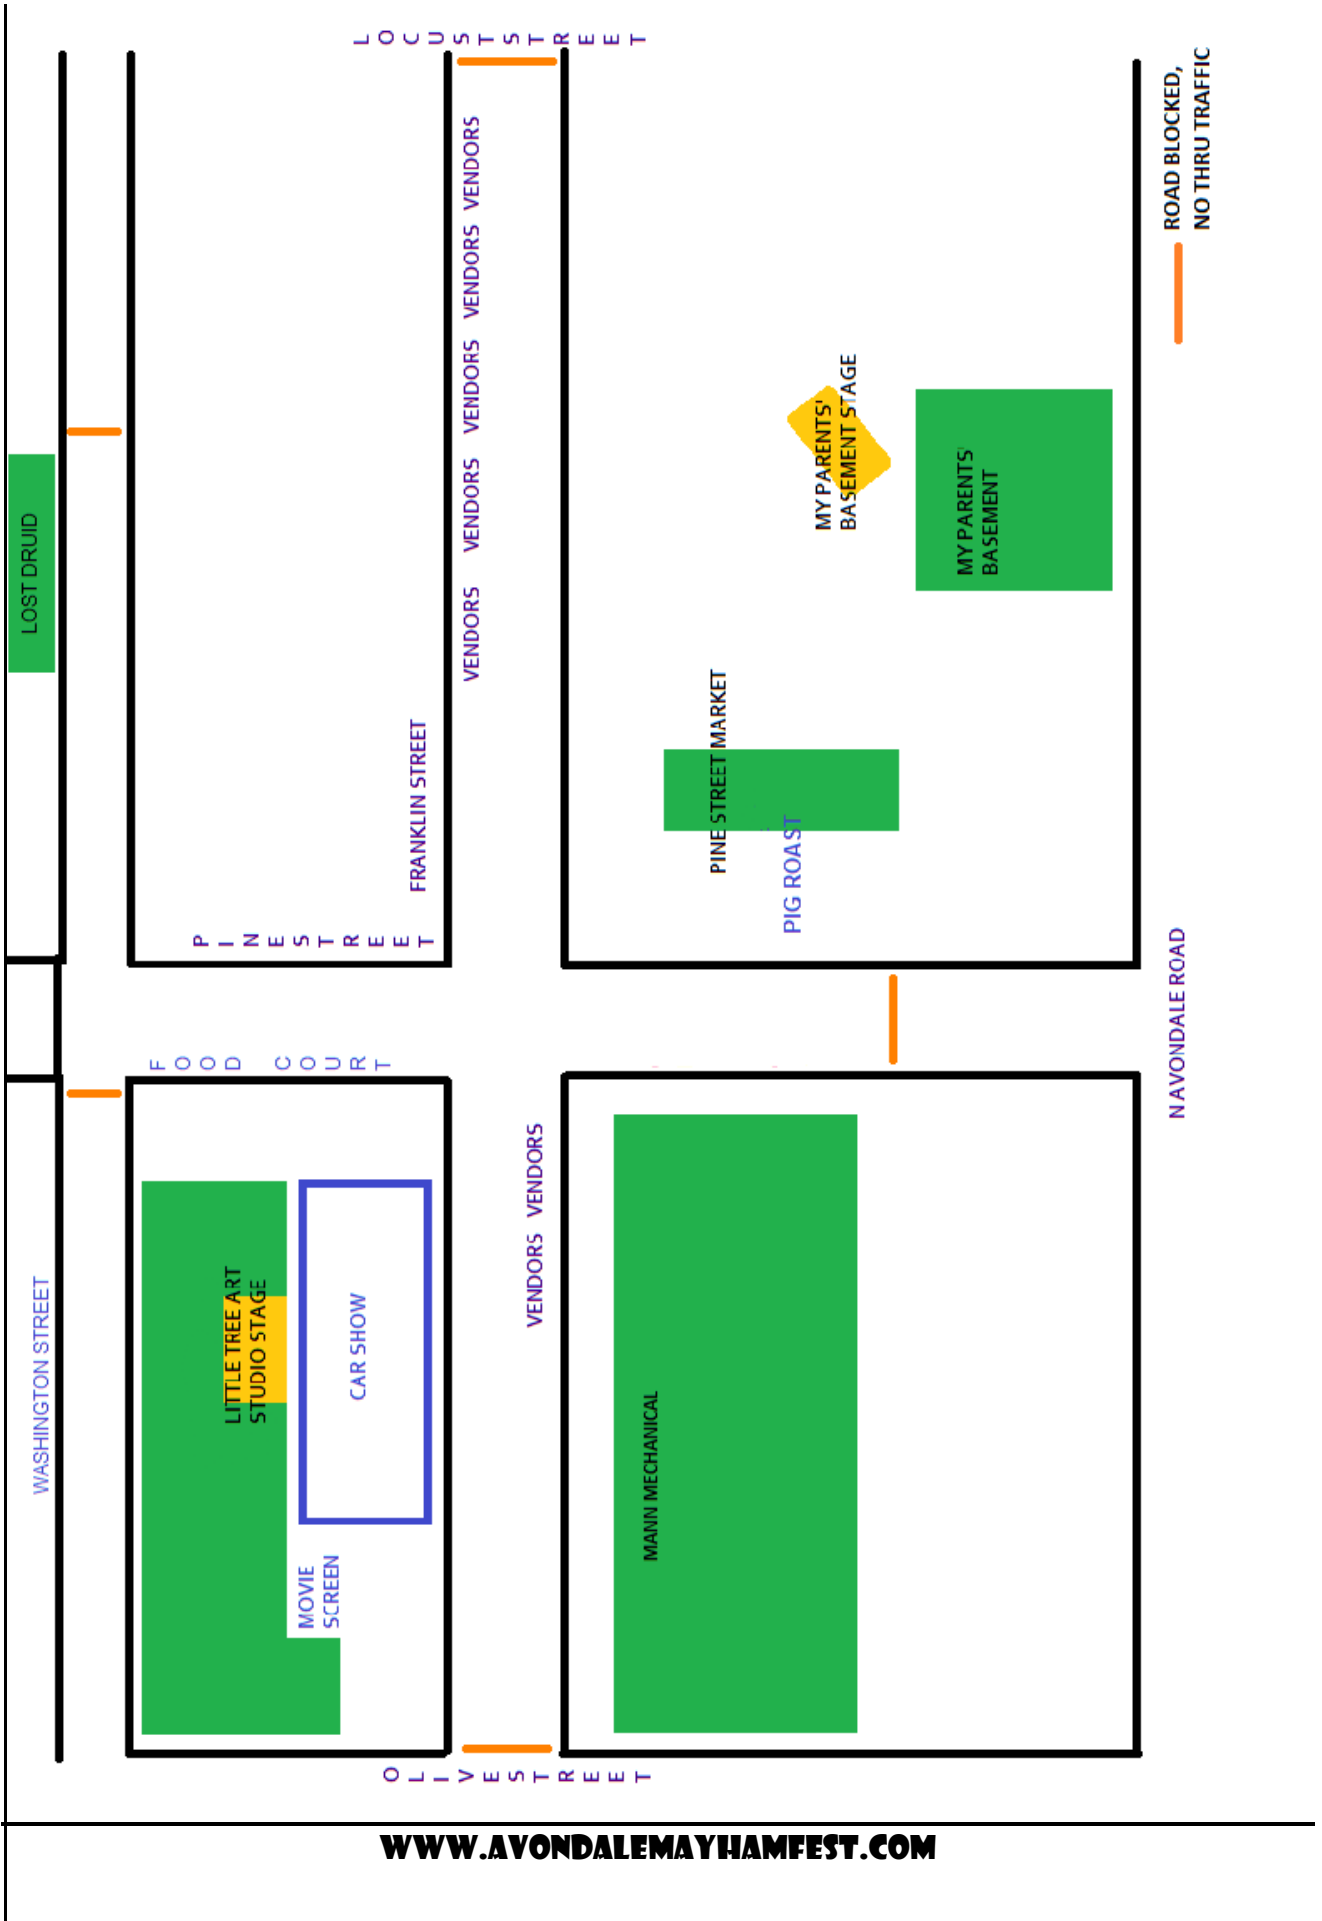 LOCUST STREET
ROAD BLOCKED,
NO THRU TRAFFIC
VENDORS VENDORS VENDORS VENDORS VENDORS
LOST DRUID
MY PARENTS'
BASEMENT STAGE
MY PARENTS'
BASEMENT
PINE STREET MARKET
PIG ROAST
FRANKLIN STREET
PINE STREET
N AVONDALE ROAD
FOOD COURT
VENDORS VENDORS
WASHINGTON STREET
LITTLE TREE ART
STUDIO STAGE
CAR SHOW
MANN MECHANICAL
MOVIE
SCREEN
OLIVE STREET
WWW.AVONDALEMAYHAMFEST.COM